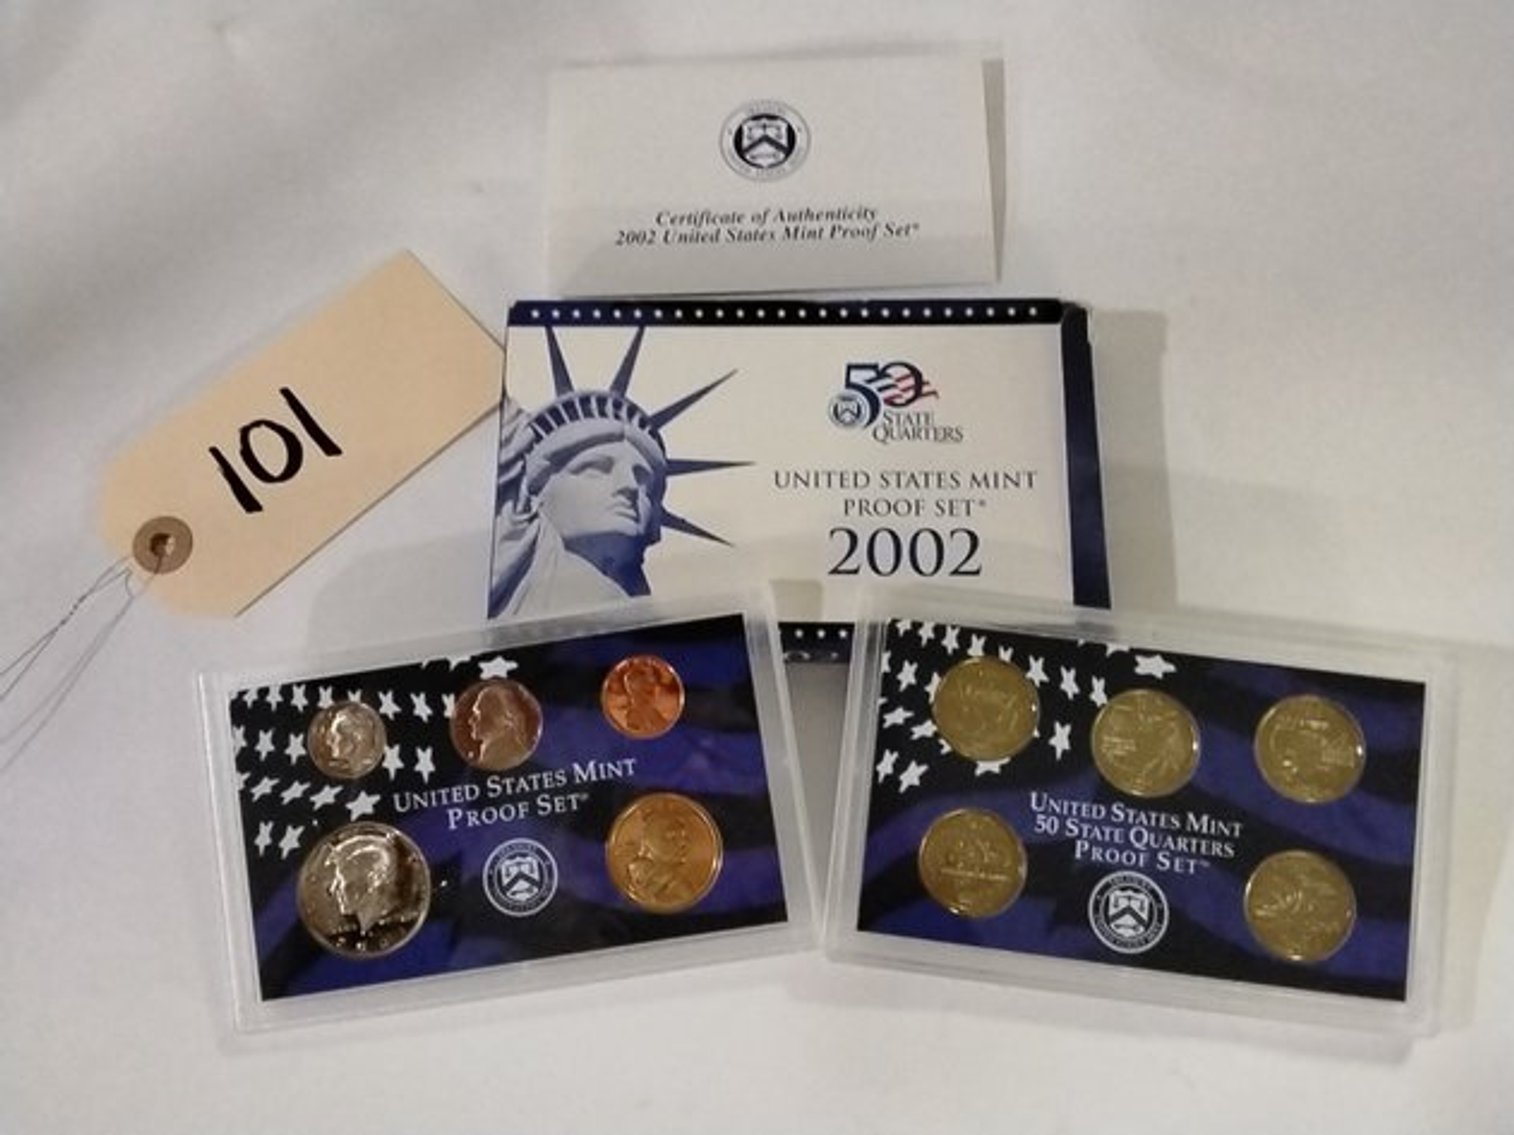 Certificate of Authenticity
2002 United States Mint Proof Set®
101
50
STATE
QUARTERS
UNITED STATES MINT
PROOF SET®
2002
UNITED STATES MINT
PROOF SET®
UNITED STATES MINT
50 STATE QUARTERS
PROOF SET™